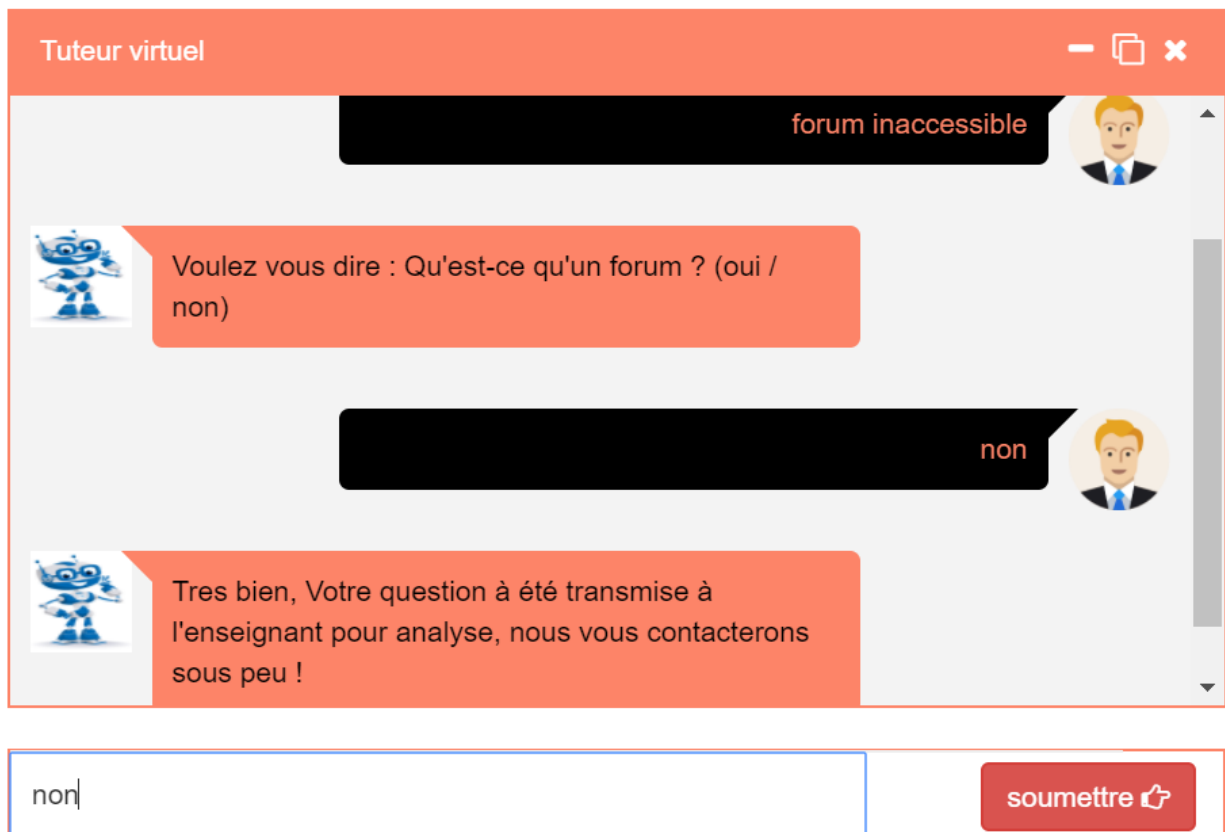 Tuteur virtuel
forum inaccessible
Voulez vous dire : Qu'est-ce qu'un forum ? (oui /
non)
non
Tres bien, Votre question à été transmise à
l'enseignant pour analyse, nous vous contacterons
sous peu !
non
soumettre